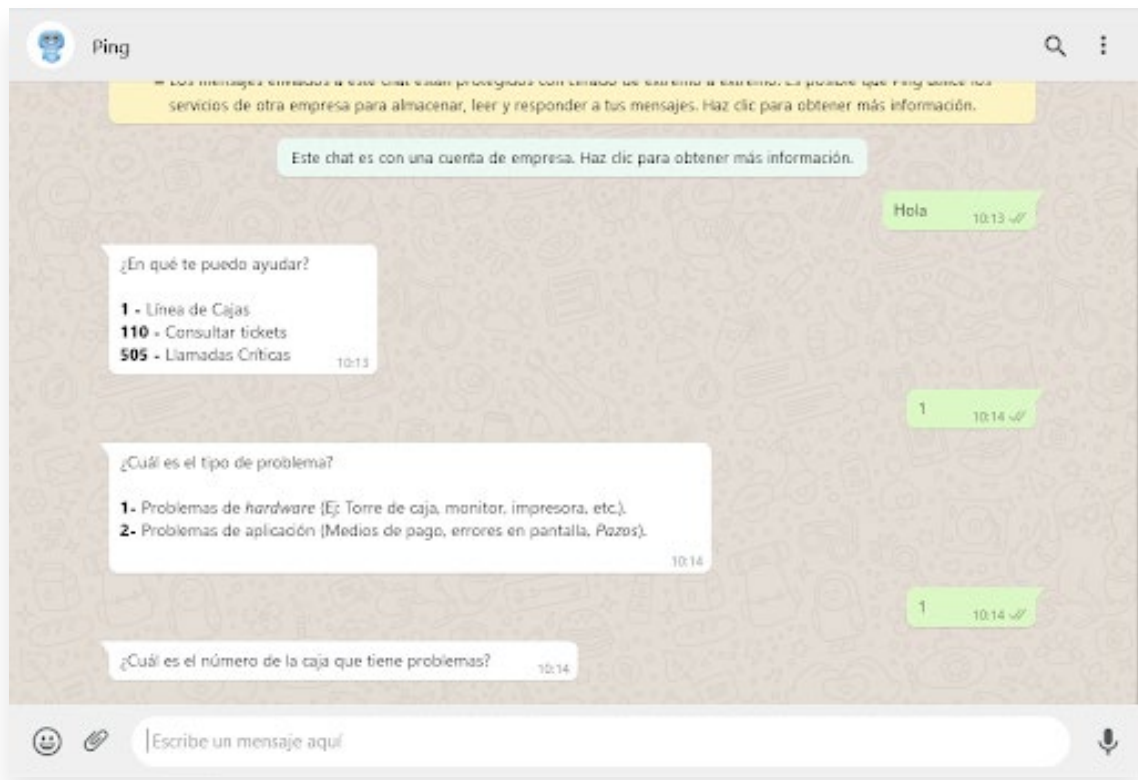 Ping
servicios de otra empresa para almacenar, leer y responder a tus mensajes. Haz clic para obtener más información.
Este chat es con una cuenta de empresa. Haz clic para obtener más información.
Hola 10:13
¿En qué te puedo ayudar?
1 - Línea de Cajas
110 - Consultar tickets
505 - Llamadas Críticas 10:13
1 10:14
¿Cuál es el tipo de problema?
1- Problemas de hardware (Ej: Torre de caja, monitor, impresora, etc.).
2- Problemas de aplicación (Medios de pago, errores en pantalla, Pazos).
10:14
1 10:14
¿Cuál es el número de la caja que tiene problemas? 10:14
Escribe un mensaje aquí